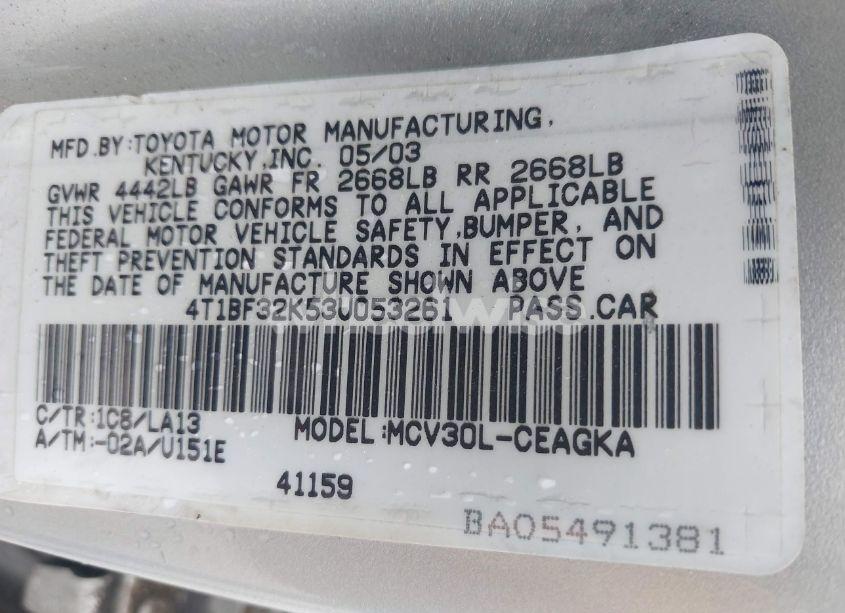 MFD.BY:TOYOTA MOTOR MANUFACTURING,
KENTUCKY,INC. 05/03
GVWR 4442LB GAWR FR 2668LB RR 2668LB
THIS VEHICLE CONFORMS TO ALL APPLICABLE
FEDERAL MOTOR VEHICLE SAFETY,BUMPER, AND
THEFT PREVENTION STANDARDS IN EFFECT ON
THE DATE OF MANUFACTURE SHOWN ABOVE
4T1BF32K53U053261 PASS.CAR
C/TR:1C8/LA13
A/TM:-02A/U151E
MODEL:MCV30L-CEAGKA
41159
BA05491381